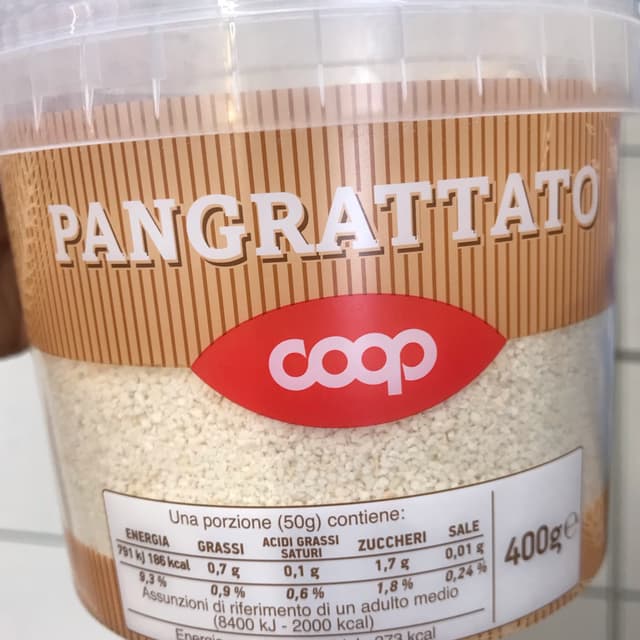 PANGRATTATO
coop
Una porzione (50g) contiene:
ENERGIA GRASSI ACIDI GRASSI SATURI ZUCCHERI SALE
791 kJ 186 kcal 0,7 g 0,1 g 1,7 g 0,01 g
9,3 % 0,9 % 0,6 % 1,8 % 0,24 %
Assunzioni di riferimento di un adulto medio
(8400 kJ - 2000 kcal)
400g e